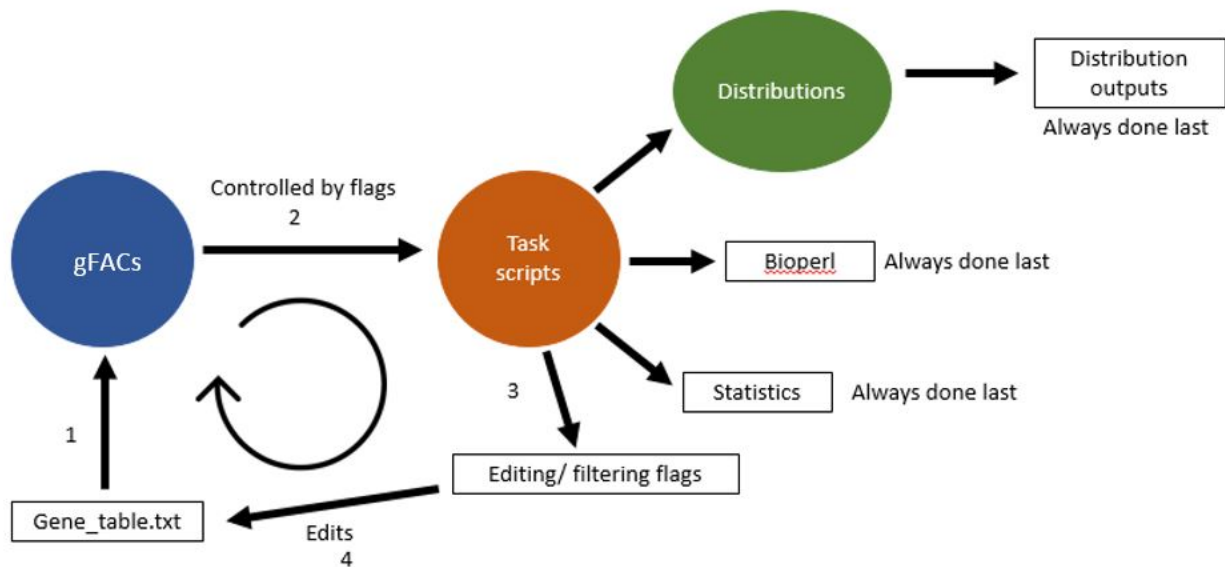 Distributions
Distribution
outputs
Always done last
Controlled by flags
2
gFACs
Task
scripts
Bioperl
Always done last
Statistics
Always done last
3
1
Editing/ filtering flags
Gene_table.txt
Edits
4